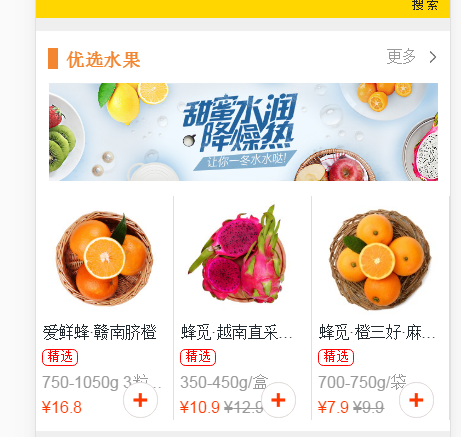 搜索
优选水果
更多
甜蜜水润
降燥热
让你一冬水水哒!
爱鲜蜂·赣南脐橙
精选
750-1050g 3粒...
¥16.8
蜂觅·越南直采...
精选
350-450g/盒
¥10.9 ¥12.9
蜂觅·橙三好·麻...
精选
700-750g/袋
¥7.9 ¥9.9